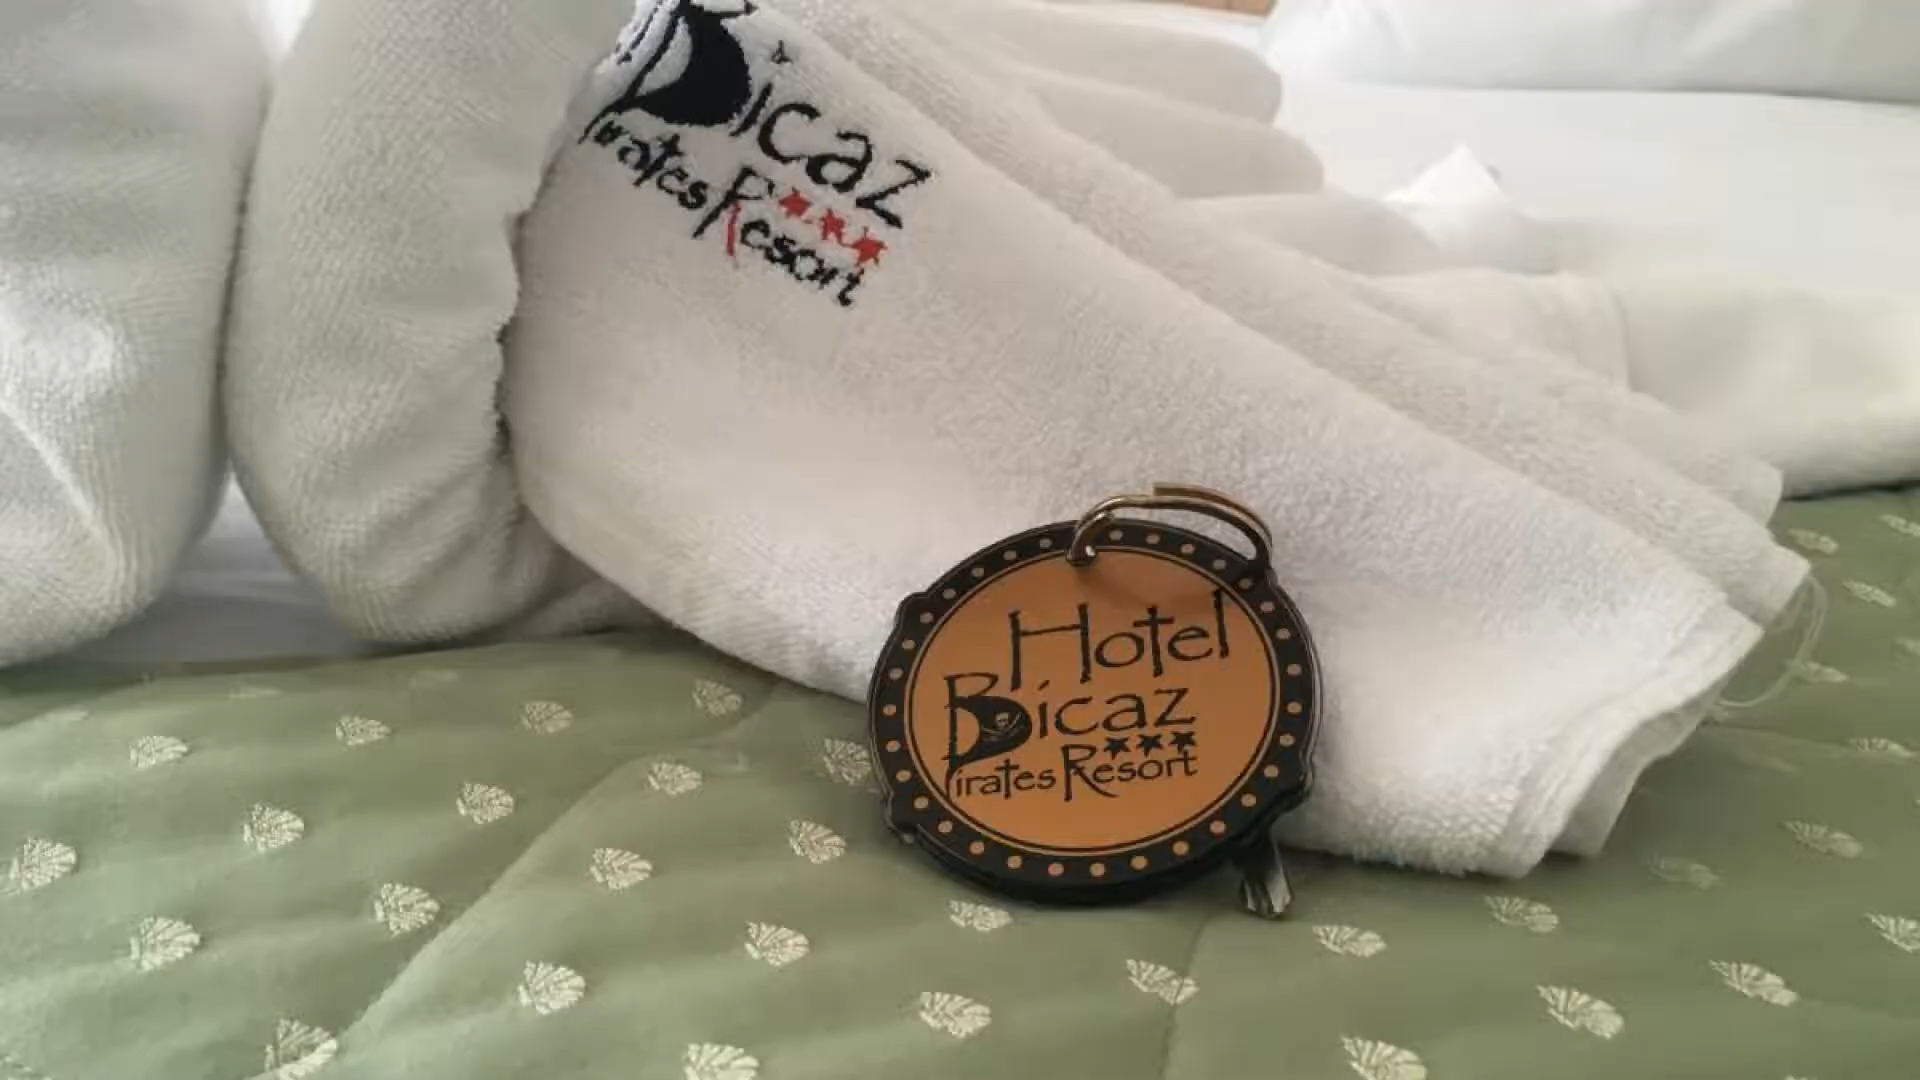 Bicaz
Pirates Resort
Hotel
Bicaz
Pirates Resort